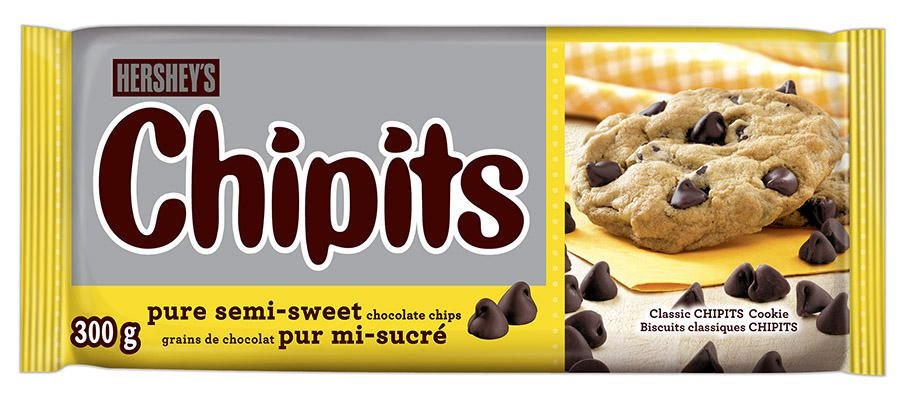 HERSHEY'S
Chipits
300 g
pure semi-sweet chocolate chips
grains de chocolat pur mi-sucré
Classic CHIPITS Cookie
Biscuits classiques CHIPITS